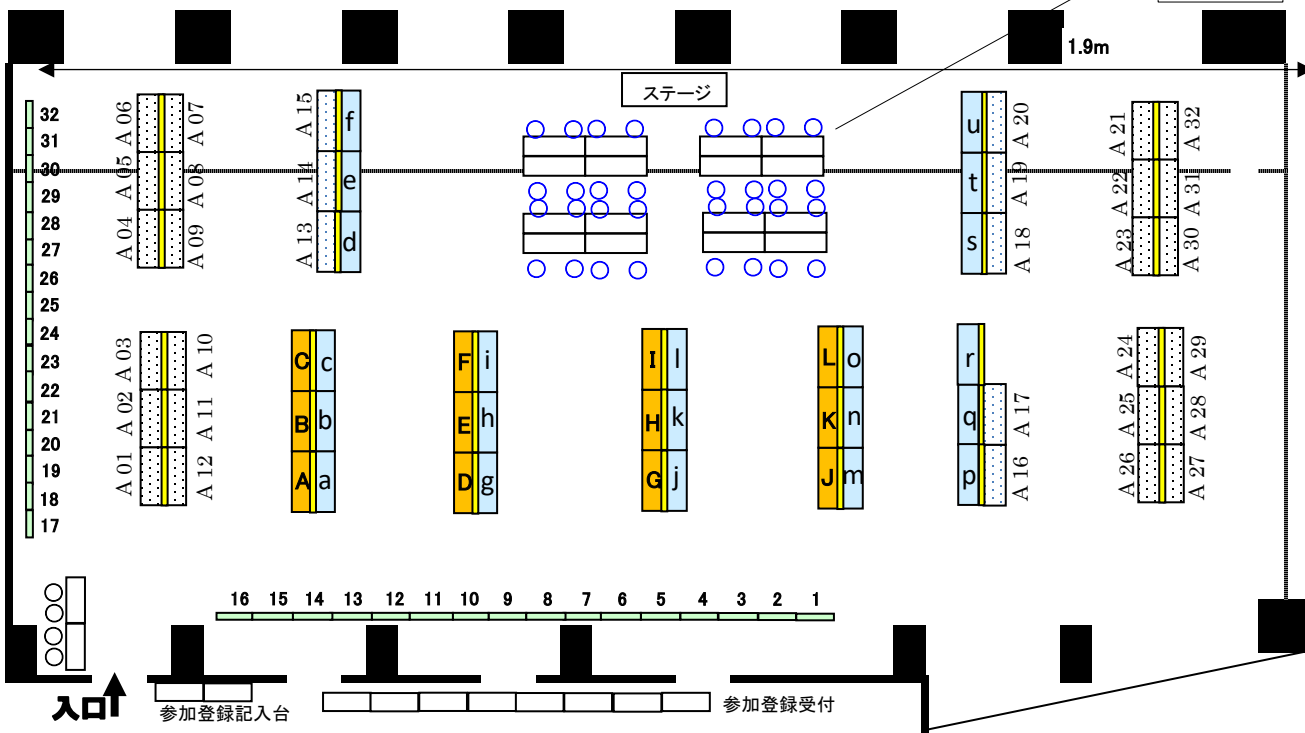 1.9m
ステージ
32
31
30
29
28
27
26
25
24
23
22
21
20
19
18
17
A 06
A 05
A 04
A 07
A 08
A 09
A 15
A 14
A 13
f
e
d
u
t
s
A 20
A 19
A 18
A 21
A 22
A 23
A 32
A 31
A 30
A 03
A 02
A 01
A 10
A 11
A 12
C c
B b
A a
F i
E h
D g
I l
H k
G j
L o
K n
J m
r
q
p
A 17
A 16
A 24
A 25
A 26
A 29
A 28
A 27
16 15 14 13 12 11 10 9 8 7 6 5 4 3 2 1
入口
参加登録記入台
参加登録受付